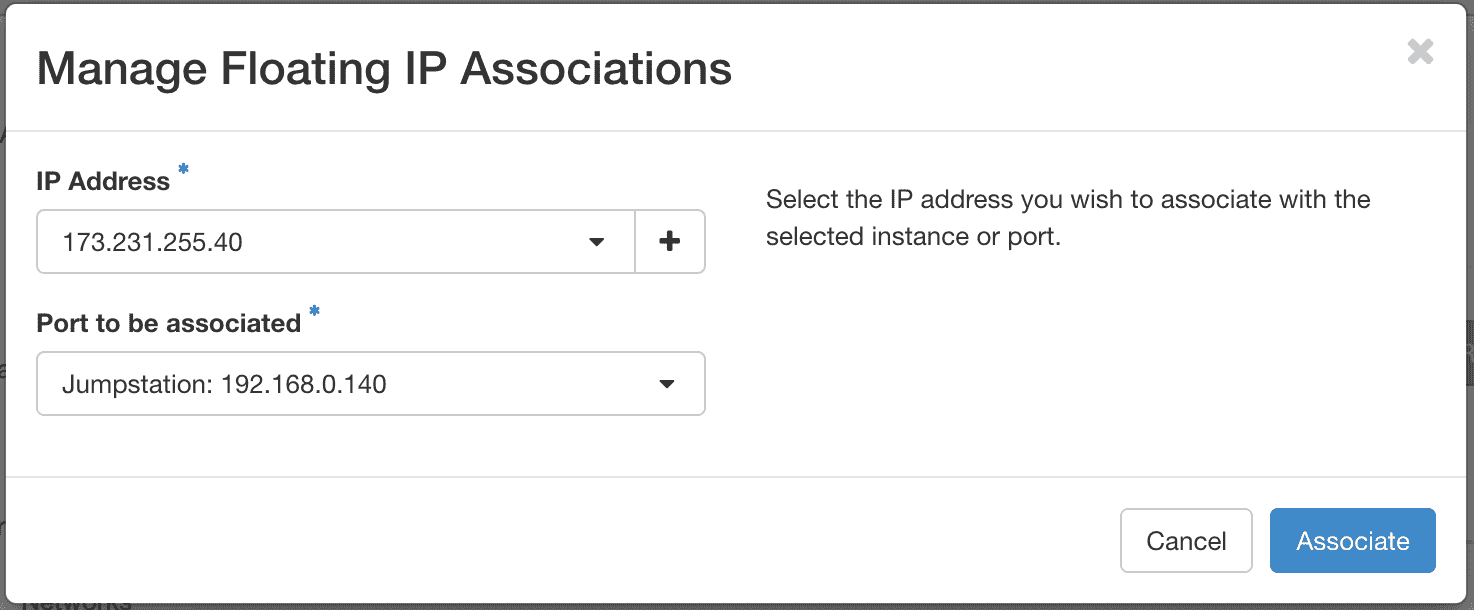 Manage Floating IP Associations
IP Address *
173.231.255.40
Select the IP address you wish to associate with the
selected instance or port.
Port to be associated *
Jumpstation: 192.168.0.140
Cancel
Associate
Networks